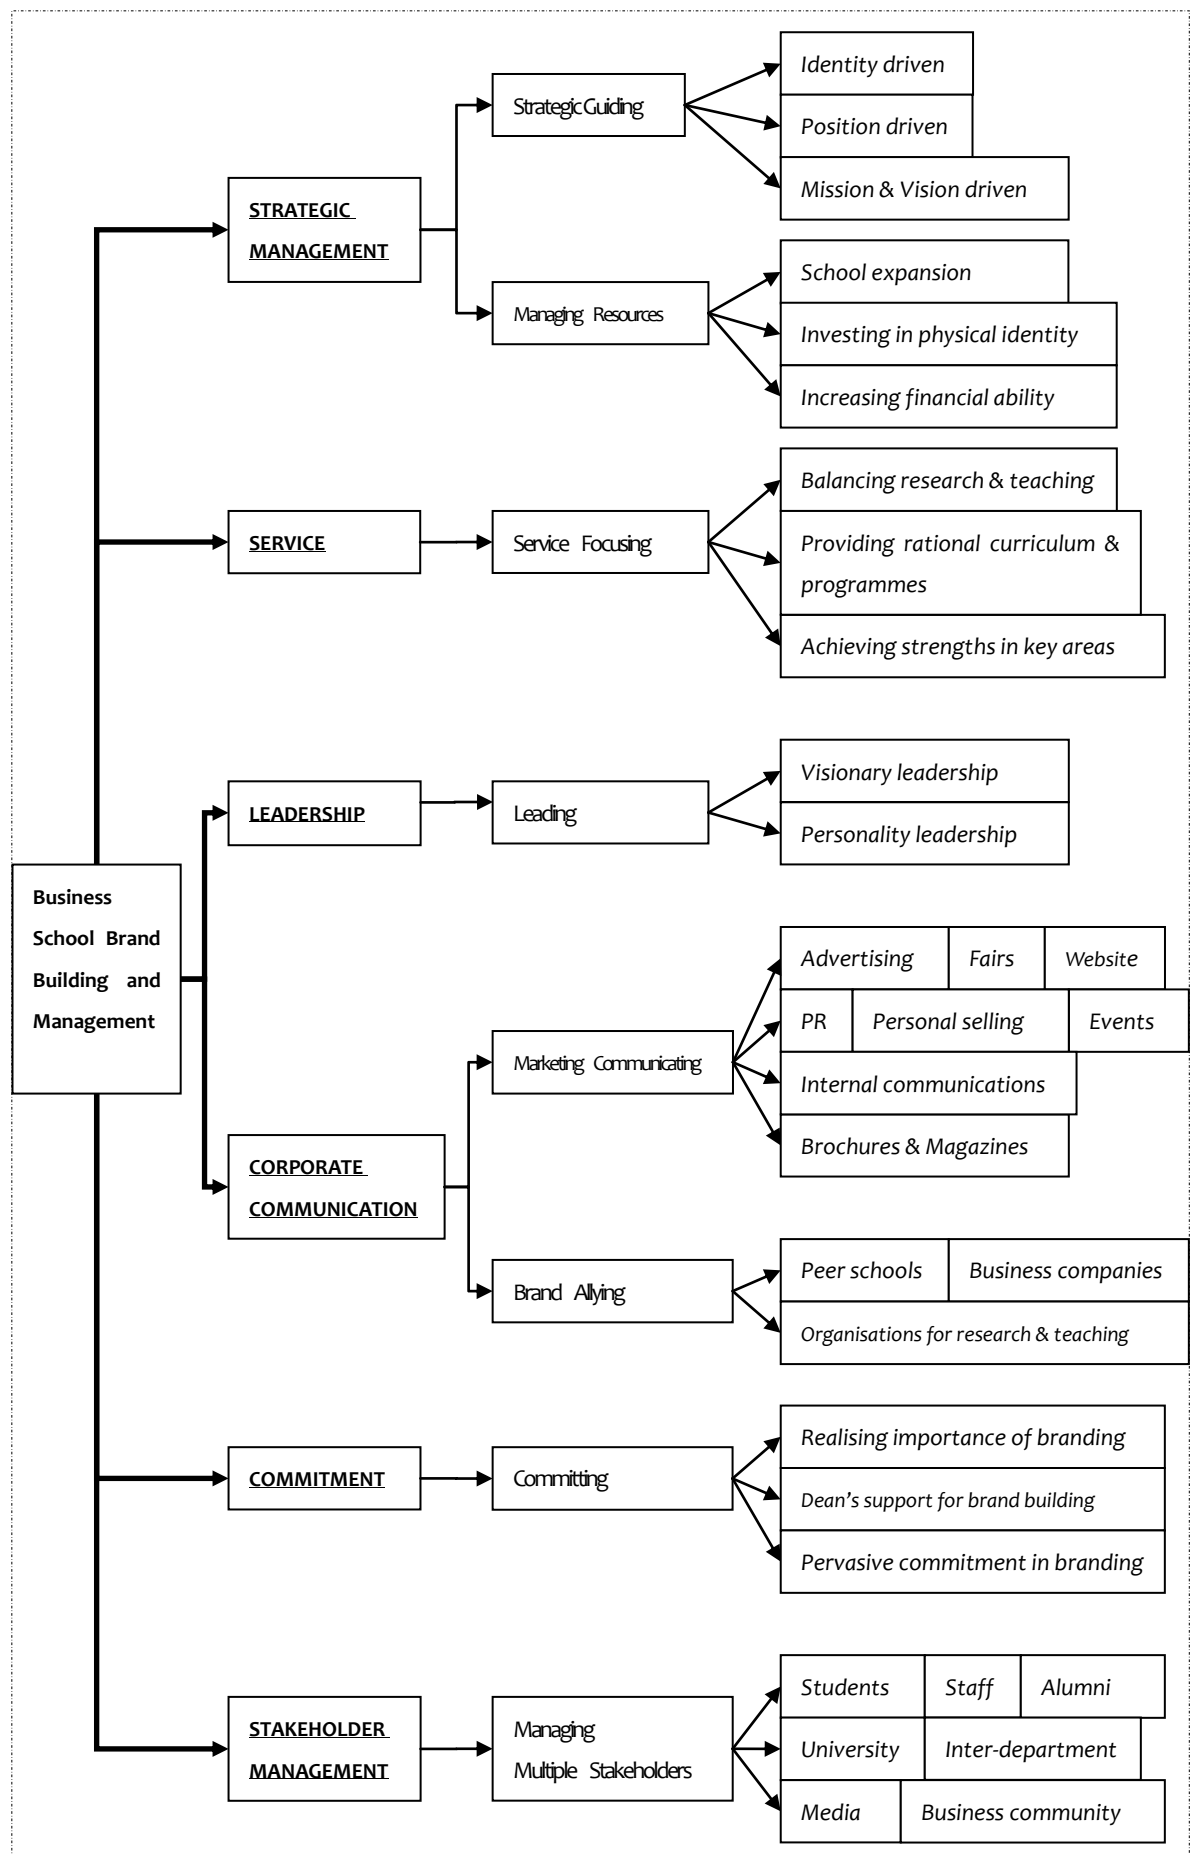 Identity driven
Strategic Guiding
Position driven
Mission & Vision driven
STRATEGIC
MANAGEMENT
School expansion
Managing Resources
Investing in physical identity
Increasing financial ability
Balancing research & teaching
SERVICE
Service Focusing
Providing rational curriculum &
programmes
Achieving strengths in key areas
Visionary leadership
LEADERSHIP
Leading
Personality leadership
Business
School Brand
Building and
Management
Advertising Fairs Website
PR Personal selling Events
Marketing Communicating
Internal communications
Brochures & Magazines
CORPORATE
COMMUNICATION
Peer schools Business companies
Brand Allying
Organisations for research & teaching
Realising importance of branding
COMMITMENT
Committing
Dean's support for brand building
Pervasive commitment in branding
Students Staff Alumni
STAKEHOLDER
MANAGEMENT
Managing
Multiple Stakeholders
University Inter-department
Media Business community